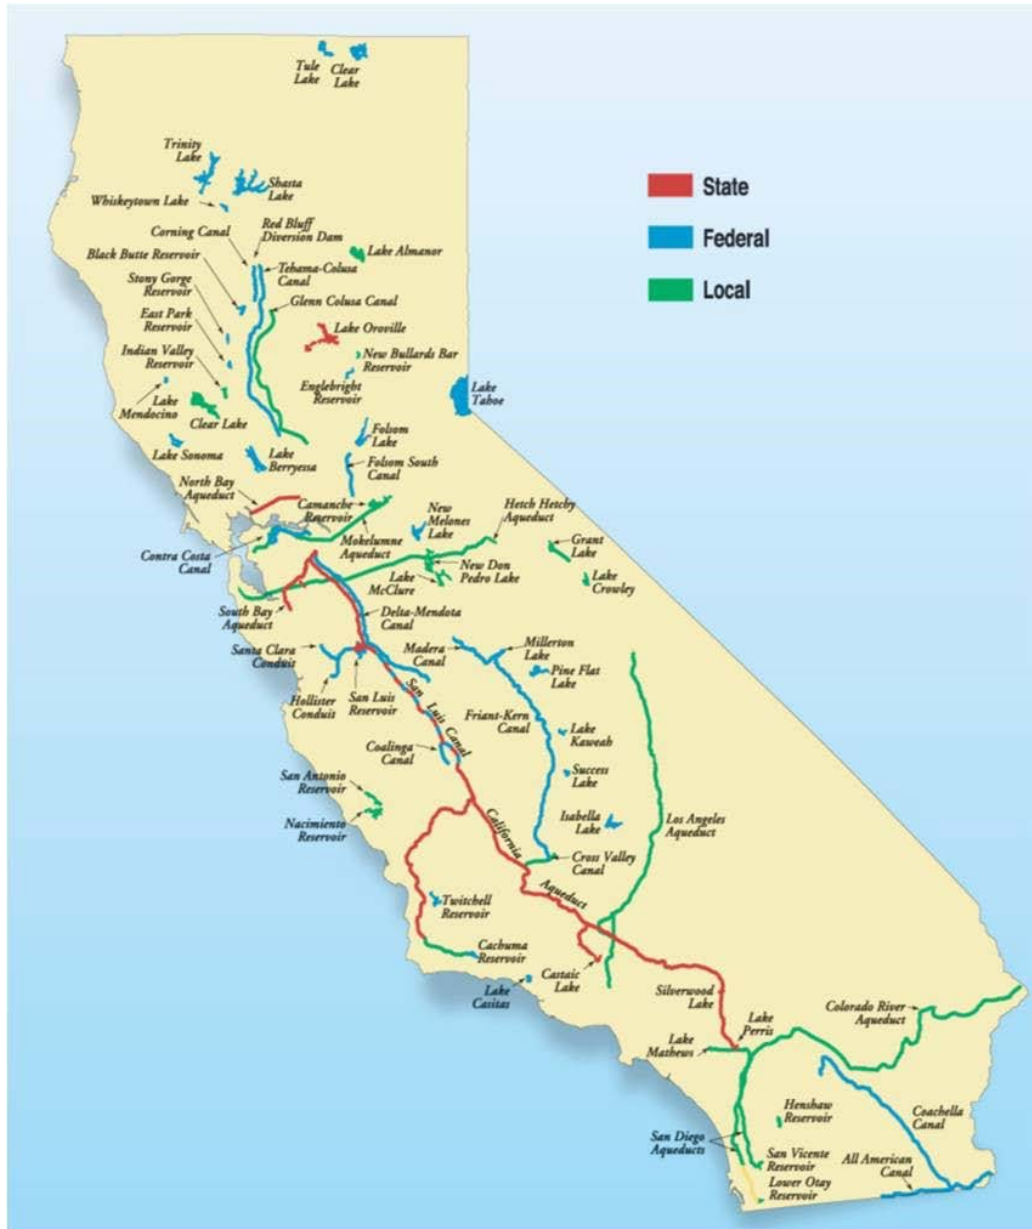 Tule
Lake
Clear
Lake
Trinity
Lake
Shasta
Lake
Whiskeytown Lake
State
Federal
Local
Red Bluff
Diversion Dam
Corning Canal
Black Butte Reservoir
Lake Almanor
Tehama-Colusa
Canal
Stony Gorge
Reservoir
Glenn Colusa Canal
East Park
Reservoir
Lake Oroville
Indian Valley
Reservoir
New Bullards Bar
Reservoir
Englebright
Reservoir
Lake
Tahoe
Lake
Mendocino
Clear Lake
Lake Sonoma
Lake
Berryessa
Folsom
Lake
Folsom South
Canal
North Bay
Aqueduct
Camanche
Reservoir
New
Melones
Lake
Hetch Hetchy
Aqueduct
Contra Costa
Canal
Mokelumne
Aqueduct
Grant
Lake
New Don
Pedro Lake
Lake
McClure
Lake
Crowley
South Bay
Aqueduct
Delta-Mendota
Canal
Santa Clara
Conduit
Madera
Canal
Millerton
Lake
Pine Flat
Lake
Hollister
Conduit
San Luis
Reservoir
San Luis Canal
Friant-Kern
Canal
Lake
Kaweah
Coalinga
Canal
Success
Lake
San Antonio
Reservoir
Nacimiento
Reservoir
Isabella
Lake
Los Angeles
Aqueduct
California
Aqueduct
Cross Valley
Canal
Twitchell
Reservoir
Cachuma
Reservoir
Castaic
Lake
Lake
Casitas
Silverwood
Lake
Lake
Perris
Colorado River
Aqueduct
Lake
Mathews
Henshaw
Reservoir
Coachella
Canal
San Diego
Aqueducts
San Vicente
Reservoir
All American
Canal
Lower Otay
Reservoir